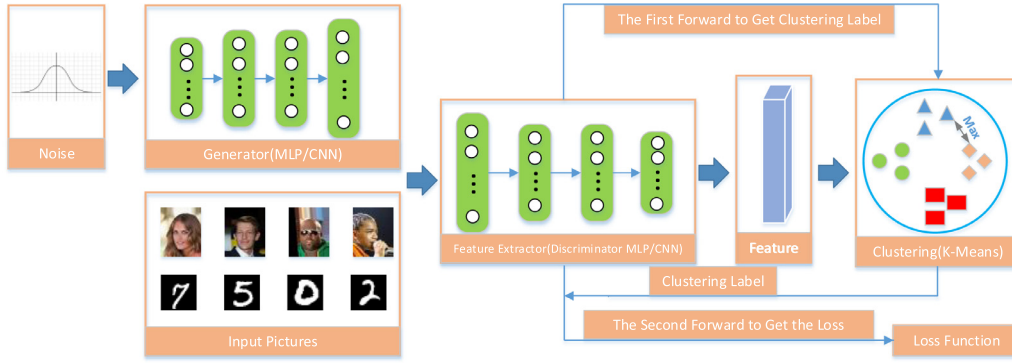 The First Forward to Get Clustering Label
Noise
Generator(MLP/CNN)
Max
Feature Extractor(Discriminator MLP/CNN)
Feature
Clustering(K-Means)
Clustering Label
7 5 0 2
Input Pictures
The Second Forward to Get the Loss
Loss Function